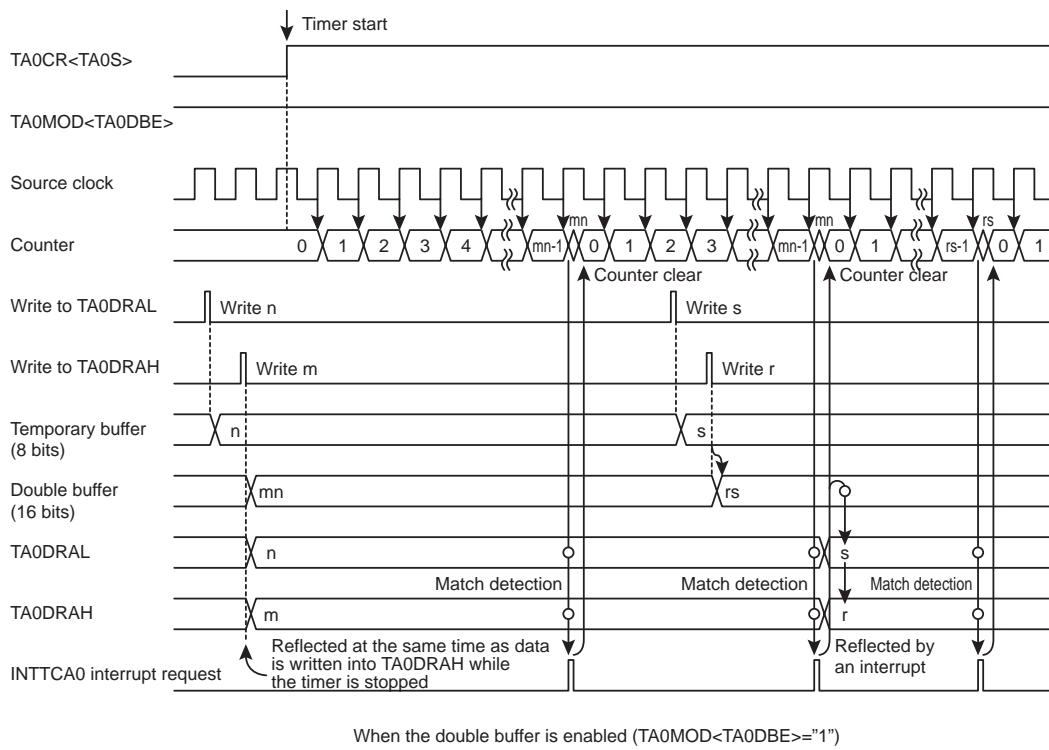 Timer start
TA0CR<TA0S>
TA0MOD<TA0DBE>
Source clock
mn mn rs
Counter 0 1 2 3 4 mn-1 0 1 2 3 mn-1 0 1 rs-1 0 1
Counter clear Counter clear
Write to TA0DRAL Write n Write s
Write to TA0DRAH Write m Write r
Temporary buffer n s
(8 bits)
Double buffer mn rs
(16 bits)
TA0DRAL n s
Match detection Match detection Match detection
TA0DRAH m r
Reflected at the same time as data
is written into TA0DRAH while
the timer is stopped
Reflected by
an interrupt
INTTCA0 interrupt request
When the double buffer is enabled (TA0MOD<TA0DBE>=”1”)